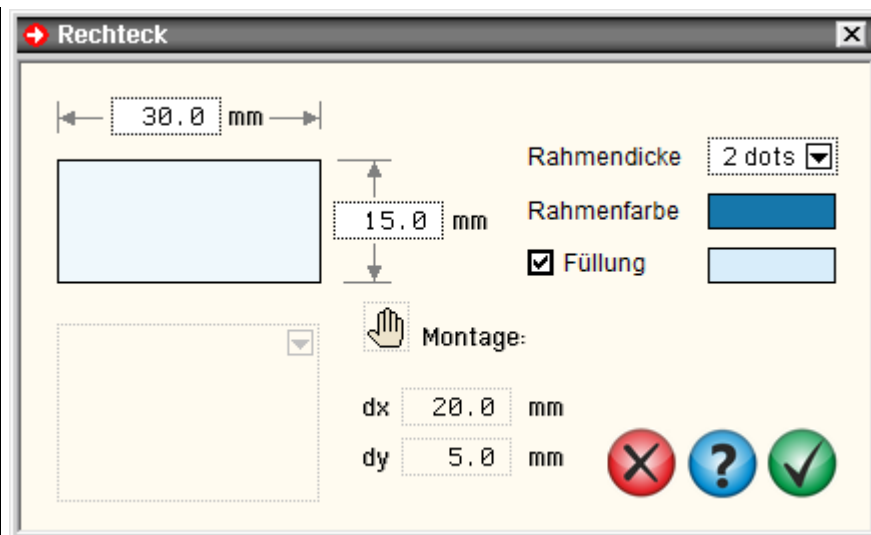 Rechteck
30.0 mm
Rahmendicke 2 dots
15.0 mm
Rahmenfarbe
Füllung
Montage:
dx 20.0 mm
dy 5.0 mm
?